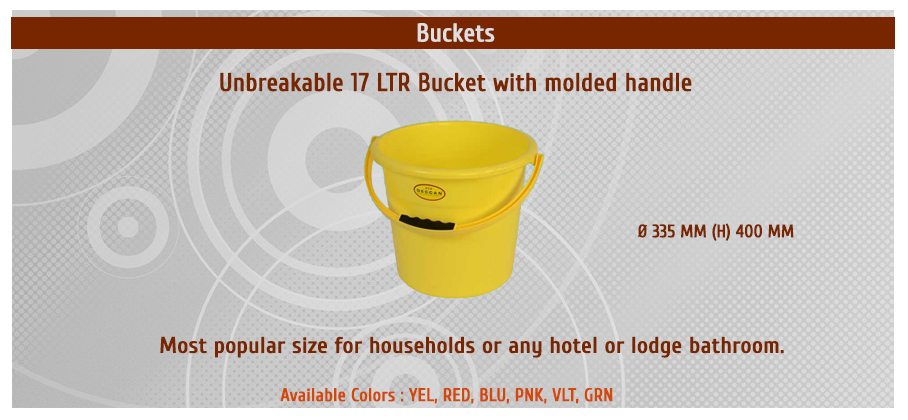 Buckets
Unbreakable 17 LTR Bucket with molded handle
DECCAN
Ø 335 MM (H) 400 MM
Most popular size for households or any hotel or lodge bathroom.
Available Colors : YEL, RED, BLU, PNK, VLT, GRN